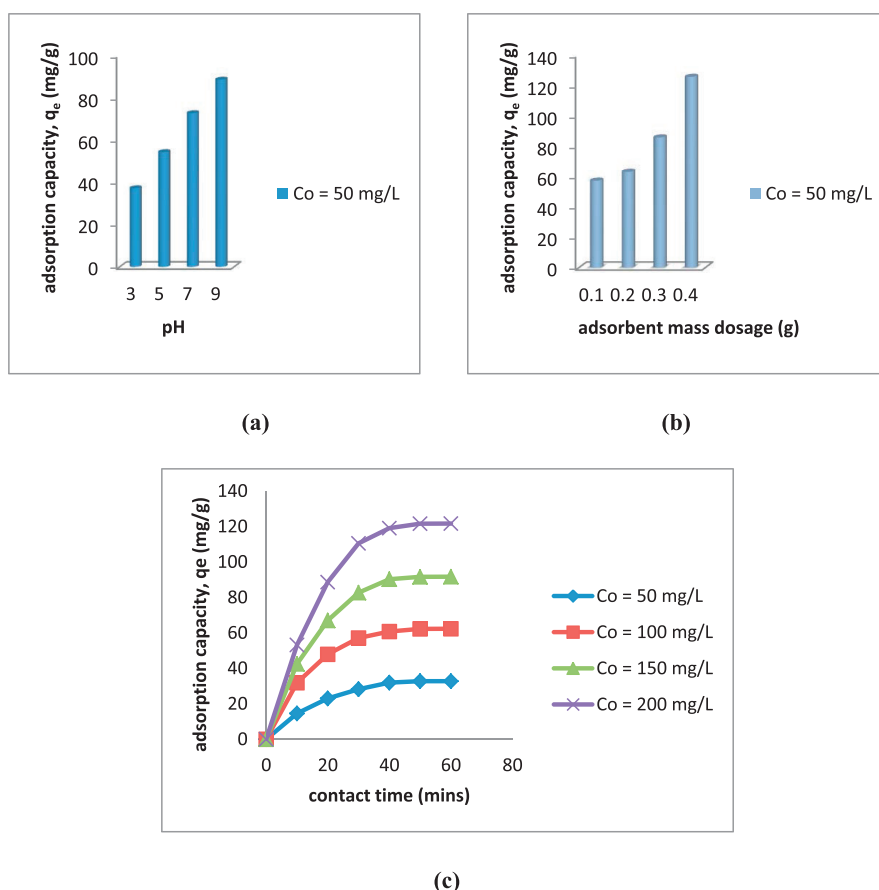 adsorption capacity, qe (mg/g)
100
80
60
40
20
0
3 5 7 9
pH
Co = 50 mg/L
(a)
adsorption capacity, qe (mg/g)
140
120
100
80
60
40
20
0
0.1 0.2 0.3 0.4
adsorbent mass dosage (g)
Co = 50 mg/L
(b)
adsorption capacity, qe (mg/g)
140
120
100
80
60
40
20
0
0 20 40 60 80
contact time (mins)
Co = 50 mg/L
Co = 100 mg/L
Co = 150 mg/L
Co = 200 mg/L
(c)